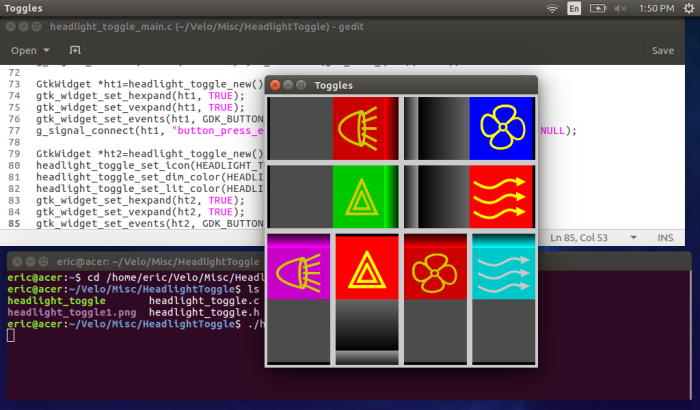 Toggles
En
1:50 PM
headlight_toggle_main.c (~/Velo/Misc/HeadlightToggle) - gedit
Open
Save
72
73 GtkWidget *ht1=headlight_toggle_new()
74 gtk_widget_set_hexpand(ht1, TRUE);
75 gtk_widget_set_vexpand(ht1, TRUE);
76 gtk_widget_set_events(ht1, GDK_BUTTON
77 g_signal_connect(ht1, "button_press_e NULL);
78
79 GtkWidget *ht2=headlight_toggle_new()
80 headlight_toggle_set_icon(HEADLIGHT_T
81 headlight_toggle_set_dim_color(HEADLI
82 headlight_toggle_set_lit_color(HEADLI
83 gtk_widget_set_hexpand(ht2, TRUE);
84 gtk_widget_set_vexpand(ht2, TRUE);
85 gtk_widget_set_events(ht2, GDK_BUTTON
Ln 85, Col 53
INS
Toggles
eric@acer: ~/Velo/Misc/HeadlightToggle
eric@acer:~$ cd /home/eric/Velo/Misc/Headl
eric@acer:~/Velo/Misc/HeadlightToggle$ ls
headlight_toggle headlight_toggle.c
headlight_toggle1.png headlight_toggle.h
eric@acer:~/Velo/Misc/HeadlightToggle$ ./h